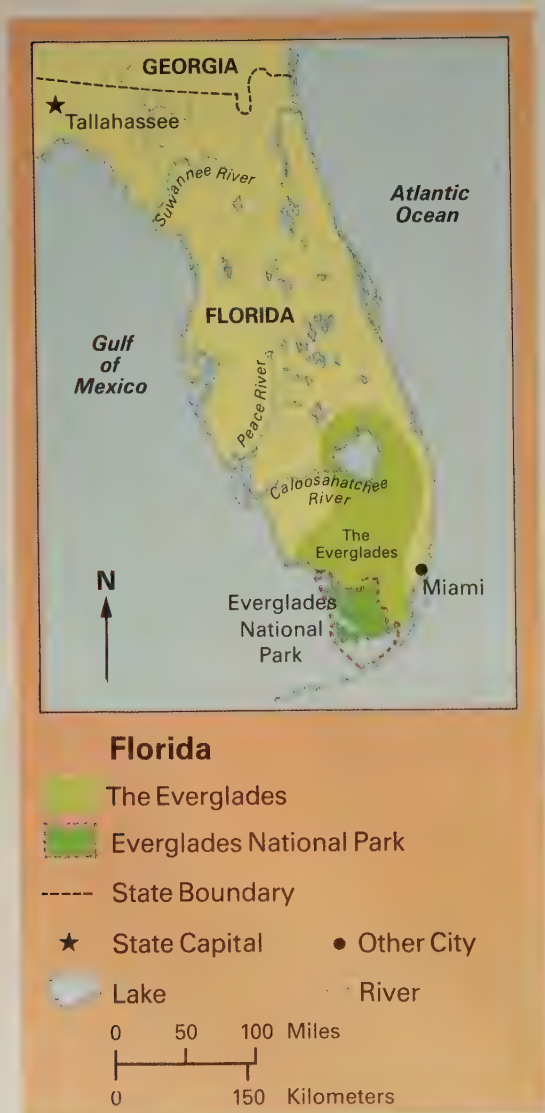 GEORGIA
Tallahassee
Suwannee River
Atlantic
Ocean
FLORIDA
Gulf
of
Mexico
Peace River
Caloosahatchee
River
The
Everglades
N
Miami
Everglades
National
Park
Florida
The Everglades
Everglades National Park
State Boundary
State Capital
Other City
Lake
River
0 50 100 Miles
0 150 Kilometers